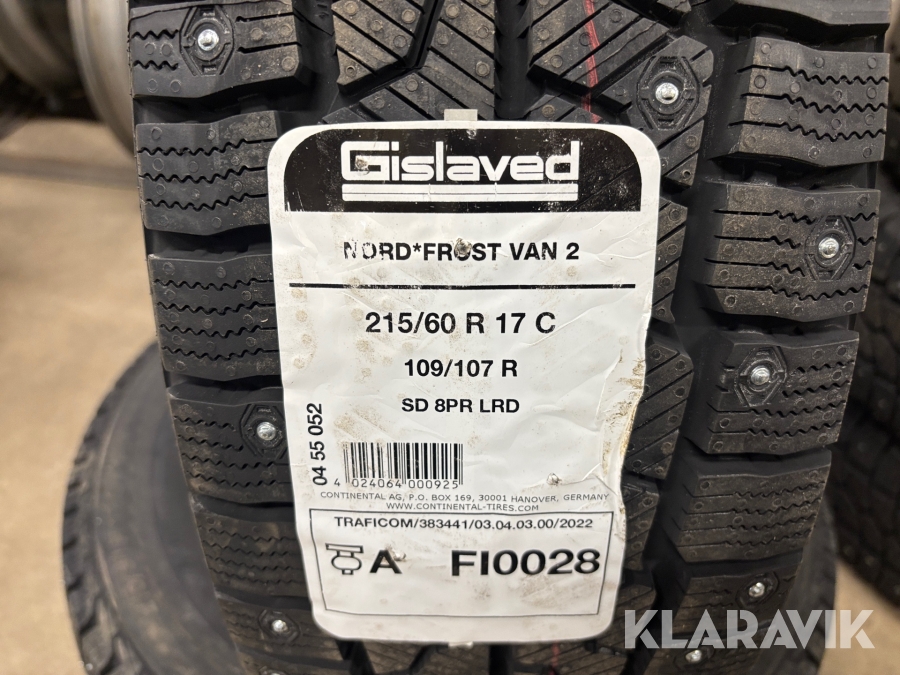 Gislaved
NORD*FROST VAN 2
215/60 R 17 C
109/107 R
SD 8PR LRD
04 55 052
4 024064 000925
CONTINENTAL AG, P.O. BOX 169, 30001 HANOVER, GERMANY
WWW.CONTINENTAL-TIRES.COM
TRAFICOM/383441/03.04.03.00/2022
A FI0028
KLARAVIK